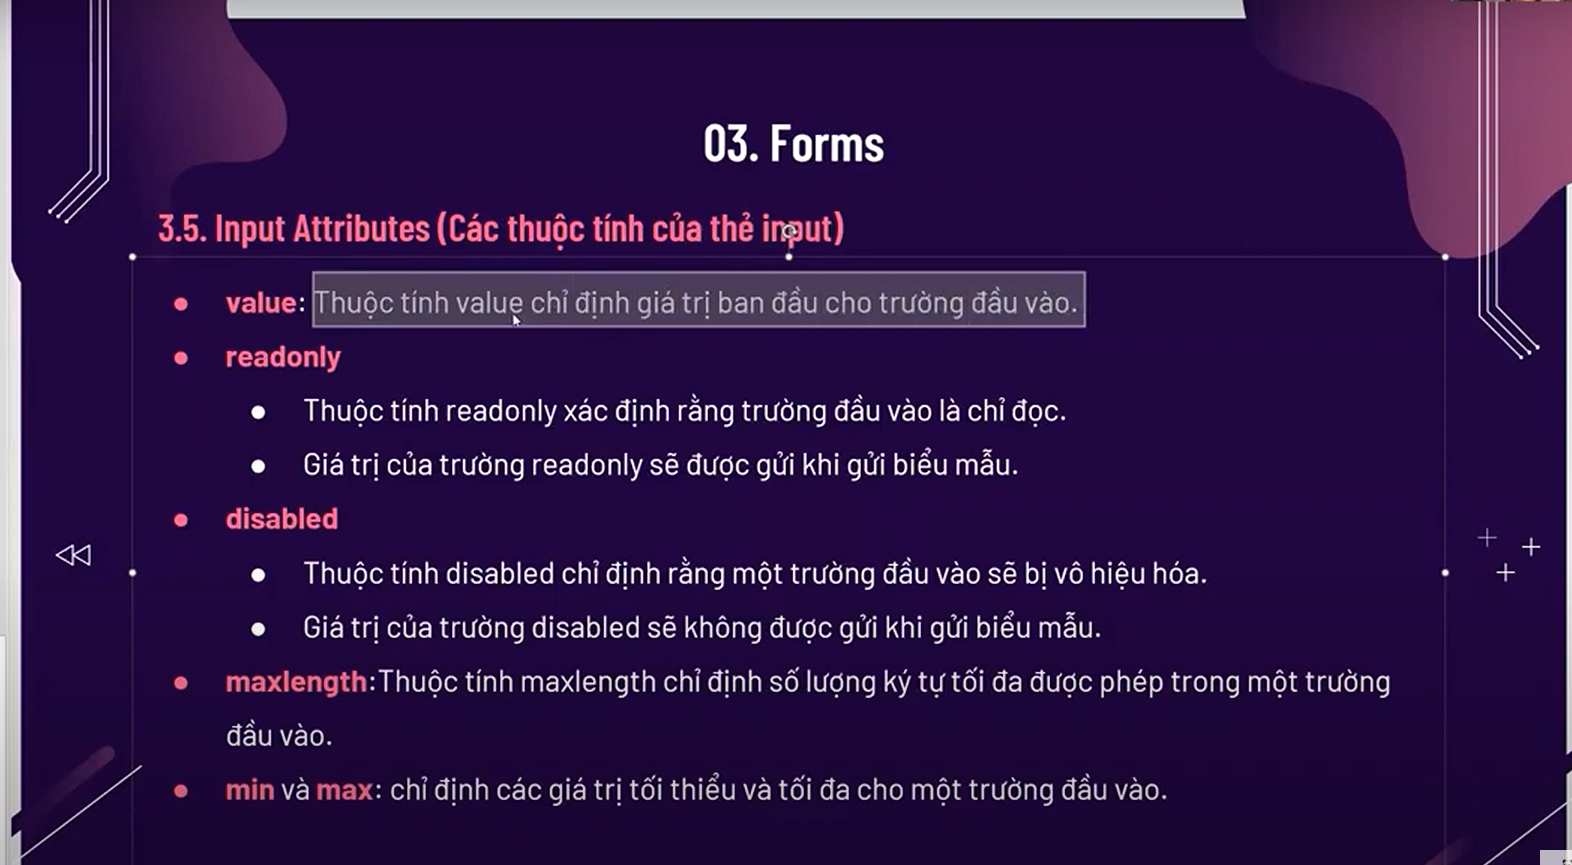 03. Forms
3.5. Input Attributes (Các thuộc tính của thẻ input)
value: Thuộc tính value chỉ định giá trị ban đầu cho trường đầu vào.
readonly
Thuộc tính readonly xác định rằng trường đầu vào là chỉ đọc.
Giá trị của trường readonly sẽ được gửi khi gửi biểu mẫu.
disabled
Thuộc tính disabled chỉ định rằng một trường đầu vào sẽ bị vô hiệu hóa.
Giá trị của trường disabled sẽ không được gửi khi gửi biểu mẫu.
maxlength:Thuộc tính maxlength chỉ định số lượng ký tự tối đa được phép trong một trường
đầu vào.
min và max: chỉ định các giá trị tối thiểu và tối đa cho một trường đầu vào.